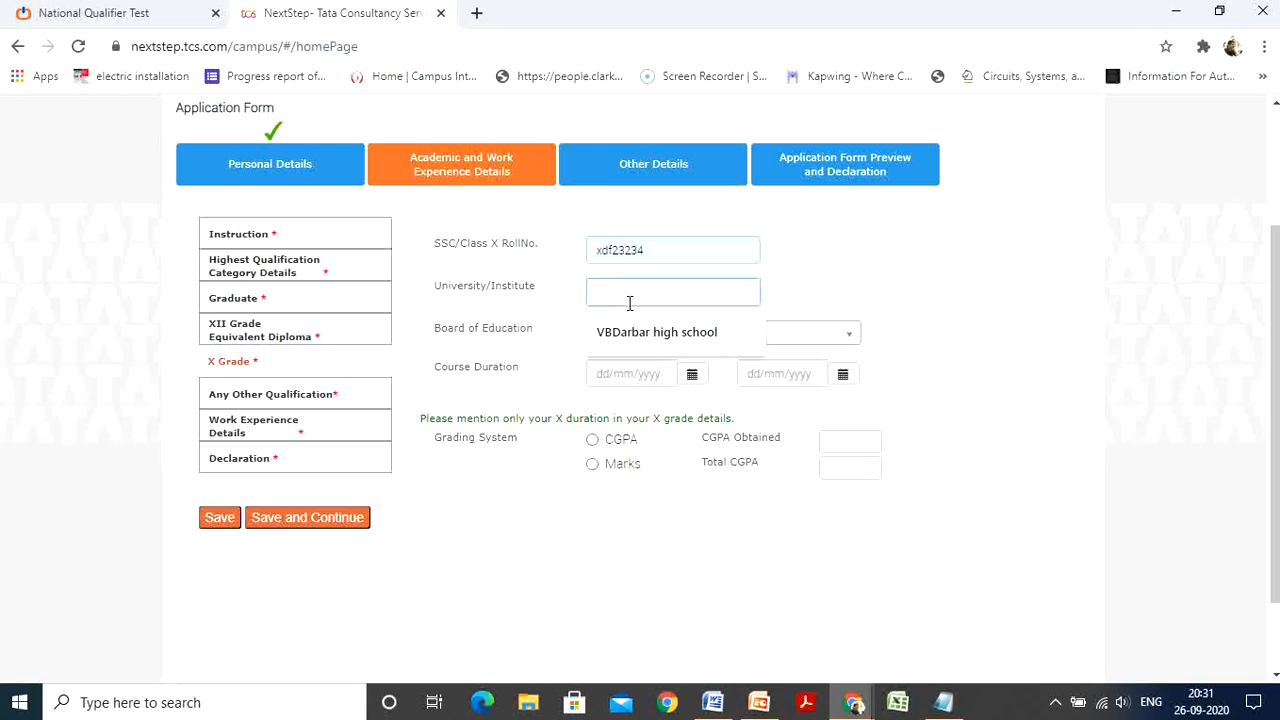 National Qualifier Test
NextStep- Tata Consultancy Serv
nextstep.tcs.com/campus/#/homePage
Apps
electric installation
Progress report of...
Home | Campus Int...
https://people.clark...
Screen Recorder | S...
Kapwing - Where C...
Circuits, Systems, a...
Information For Aut...
»
Application Form
Personal Details
Academic and Work
Experience Details
Other Details
Application Form Preview
and Declaration
Instruction *
Highest Qualification
Category Details *
Graduate *
XII Grade
Equivalent Diploma *
X Grade *
Any Other Qualification*
Work Experience
Details *
Declaration *
SSC/Class X RollNo.
xdf23234
University/Institute
Board of Education
VBDarbar high school
Course Duration
dd/mm/yyyy
dd/mm/yyyy
Please mention only your X duration in your X grade details.
Grading System
CGPA
CGPA Obtained
Marks
Total CGPA
Save
Save and Continue
Type here to search
ENG
20:31
26-09-2020